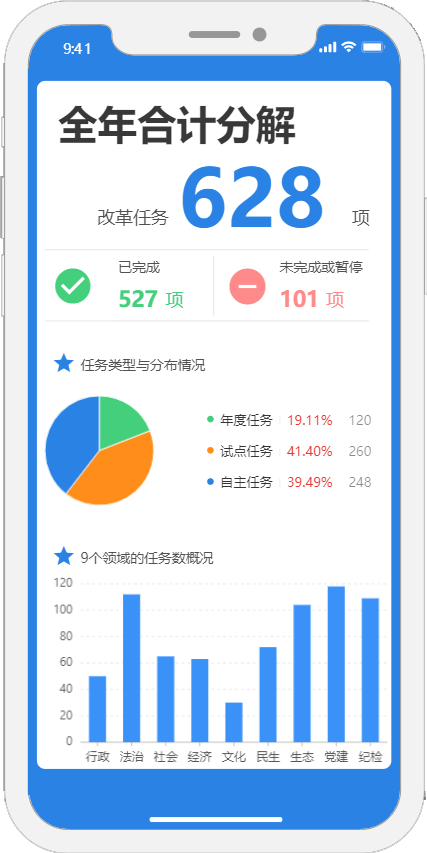 9:41
全年合计分解
改革任务 628 项
已完成 未完成或暂停
527 项 101 项
任务类型与分布情况
年度任务 19.11% 120
试点任务 41.40% 260
自主任务 39.49% 248
9个领域的任务数概况
120
100
80
60
40
20
0
行政 法治 社会 经济 文化 民生 生态 党建 纪检